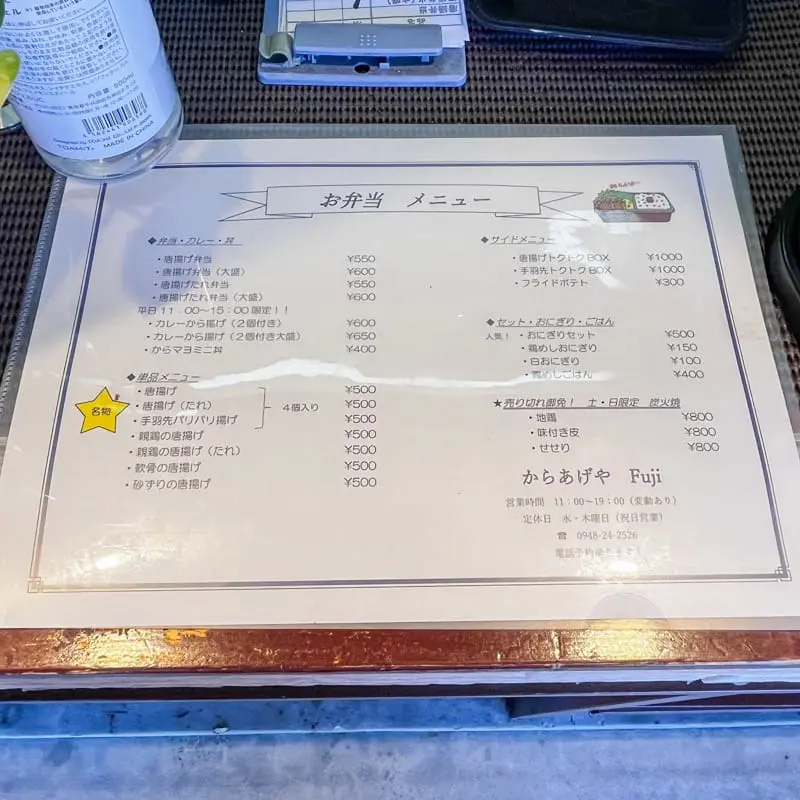 内容量 500ml
MADE IN CHINA
お弁当 メニュー
◆弁当・カレー・丼
・唐揚げ弁当 ¥550
・唐揚げ弁当（大盛） ¥600
・唐揚げたれ弁当 ¥550
・唐揚げたれ弁当（大盛） ¥600
平日11：00〜15：00限定！！
・カレーから揚げ（2個付き） ¥600
・カレーから揚げ（2個付き大盛） ¥650
・からマヨミニ丼 ¥400
◆単品メニュー
名物
・唐揚げ ¥500
・唐揚げ（たれ） ¥500
・手羽先パリパリ揚げ ¥500
4個入り
・親鶏の唐揚げ ¥500
・親鶏の唐揚げ（たれ） ¥500
・軟骨の唐揚げ ¥500
・砂ずりの唐揚げ ¥500
◆サイドメニュー
・唐揚げトクトクBOX ¥1000
・手羽先トクトクBOX ¥1000
・フライドポテト ¥300
◆セット・おにぎり・ごはん
人気！ ・おにぎりセット ¥500
・鶏めしおにぎり ¥150
・白おにぎり ¥100
・鶏めしごはん ¥400
★売り切れ御免！ 土・日限定 炭火焼
・地鶏 ¥800
・味付き皮 ¥800
・せせり ¥800
からあげや Fuji
営業時間 11：00〜19：00（変動あり）
定休日 水・木曜日（祝日営業）
☎ 0948-24-2526